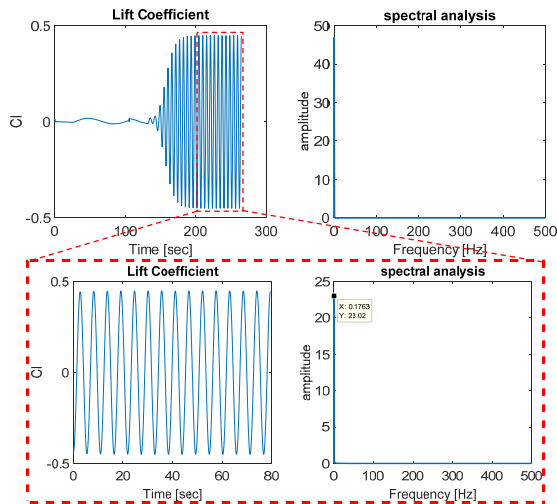 Lift Coefficient
0.5
0
-0.5
Cl
0
100
200
300
Time [sec]
spectral analysis
50
40
30
20
10
0
amplitude
0
100
200
300
400
500
Frequency [Hz]
Lift Coefficient
0.5
0
-0.5
Cl
0
20
40
60
80
Time [sec]
spectral analysis
25
20
15
10
5
0
amplitude
X: 0.1763
Y: 23.02
0
100
200
300
400
500
Frequency [Hz]